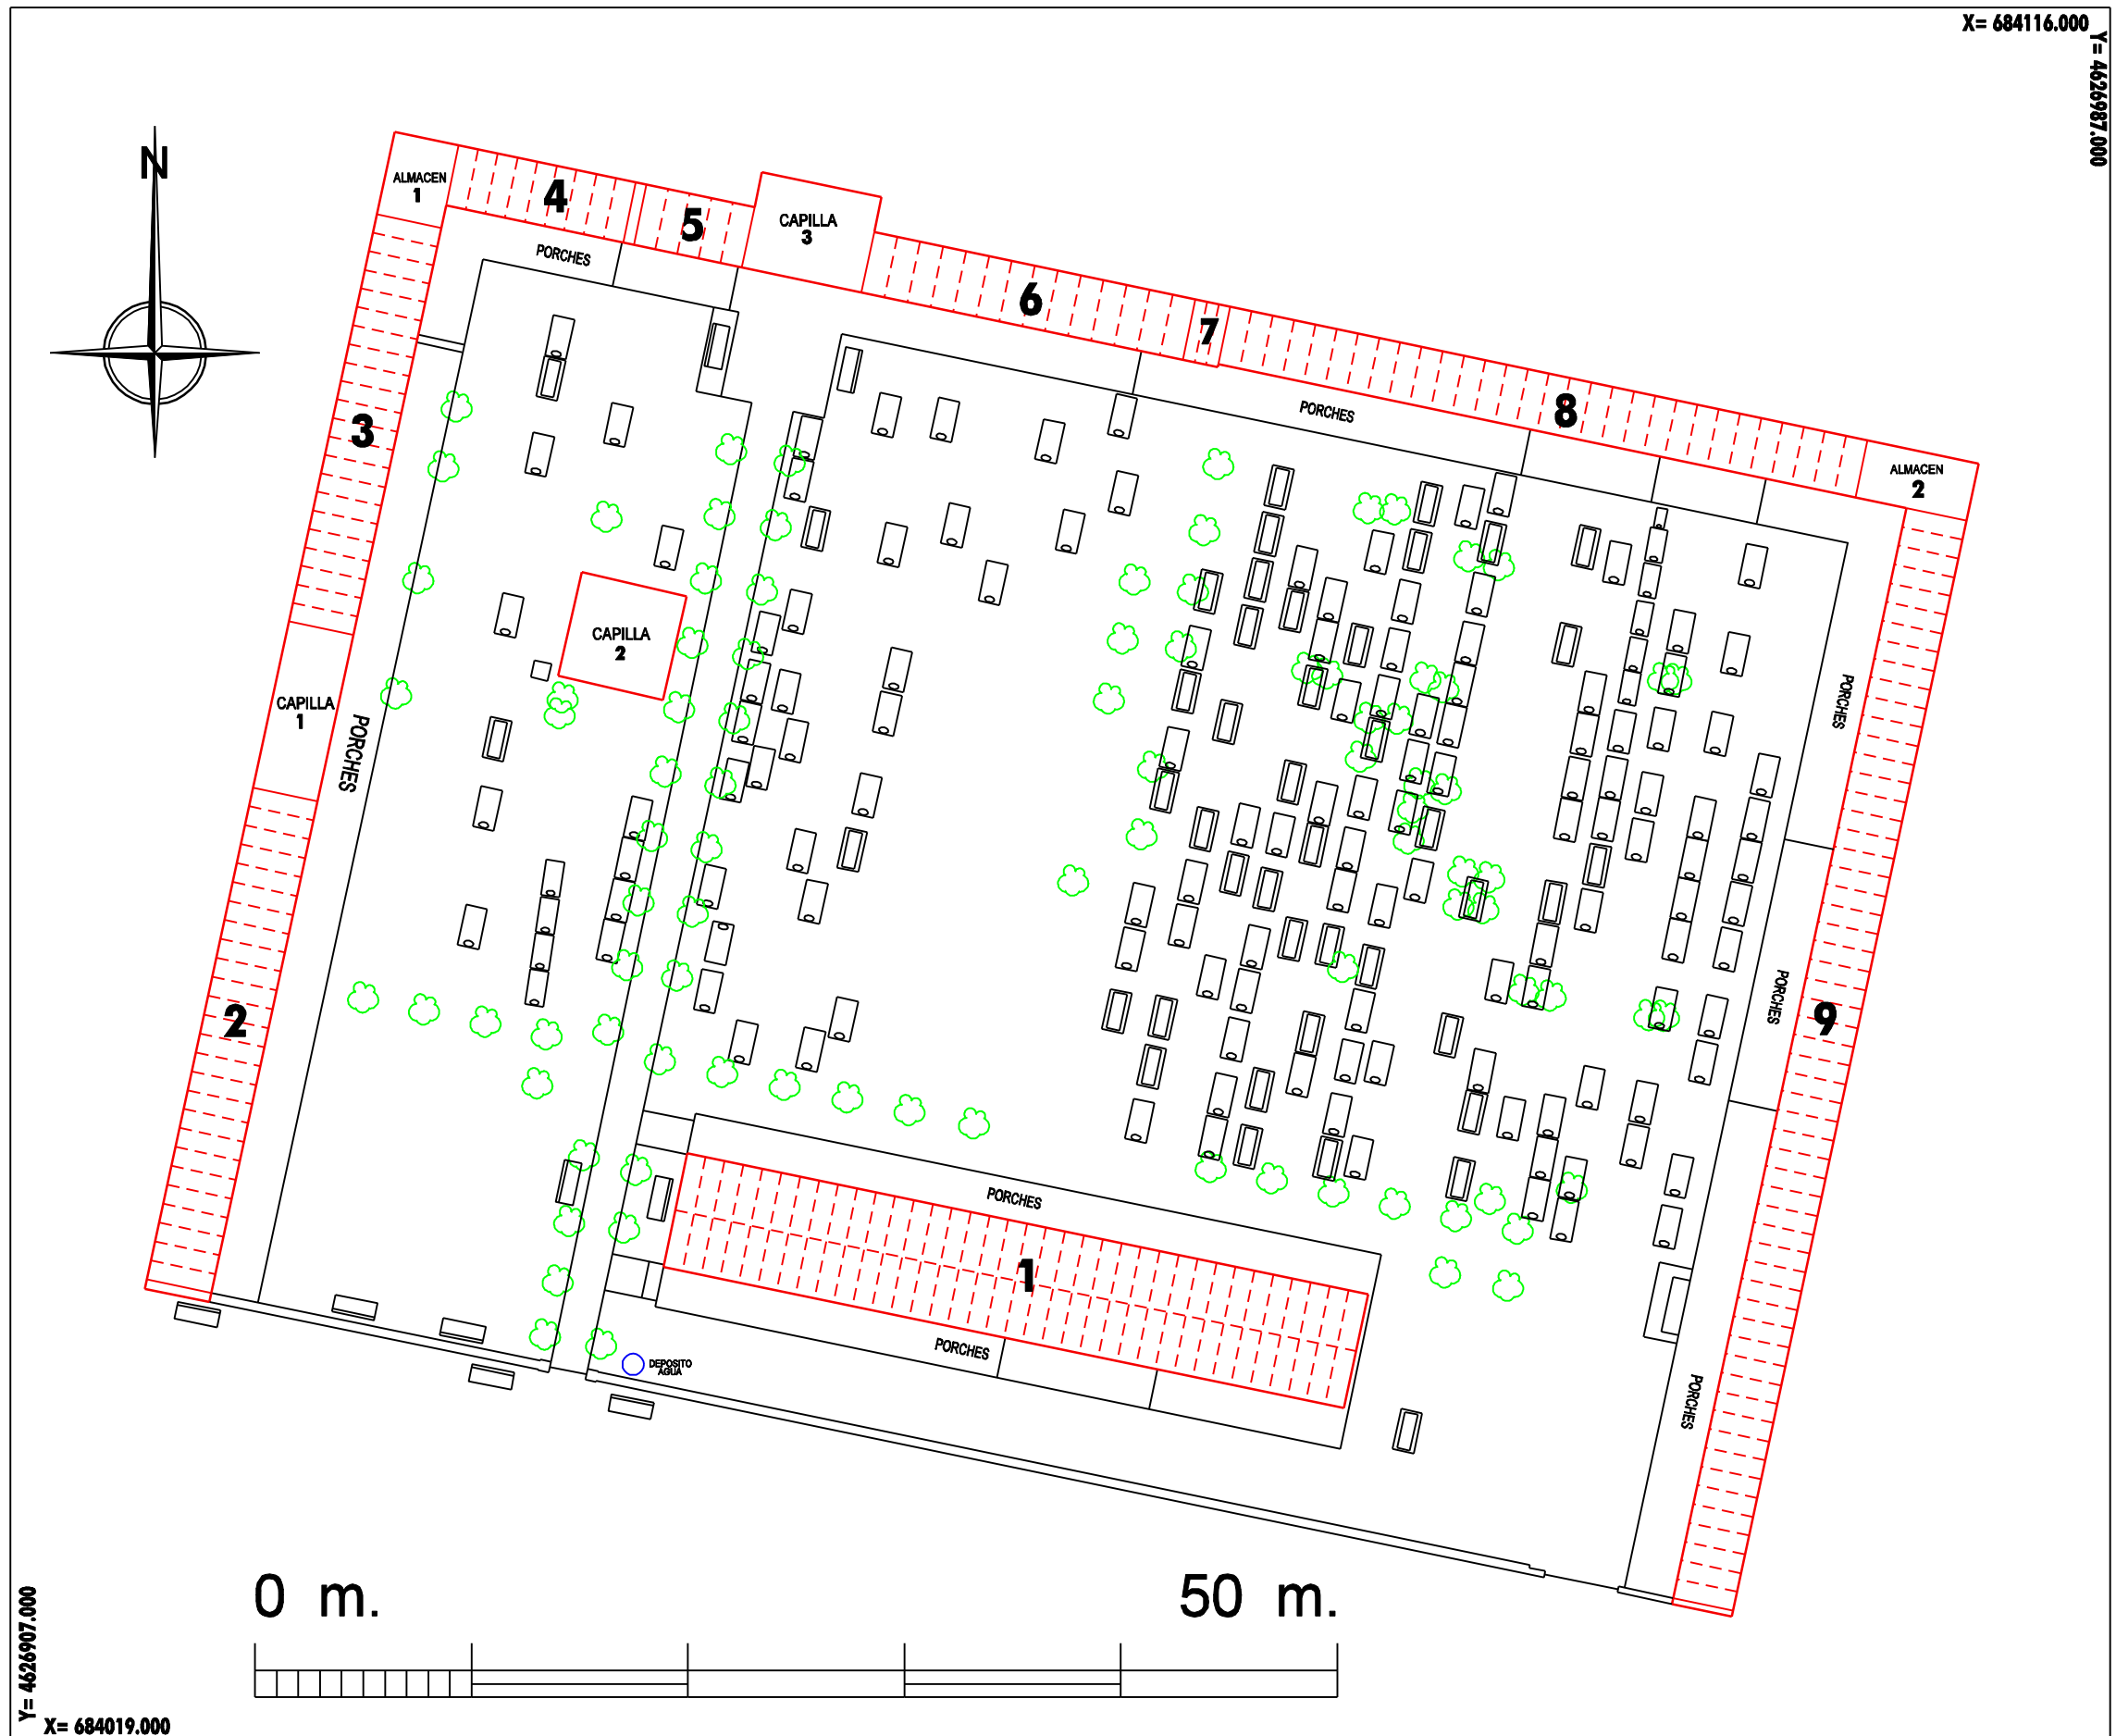 X= 684116.000
Y= 4626987.000
N
ALMACEN
1
4
5
CAPILLA
3
PORCHES
6
7
3
PORCHES
8
ALMACEN
2
CAPILLA
2
CAPILLA
1
PORCHES
PORCHES
PORCHES
2
9
PORCHES
1
PORCHES
DEPOSITO
AGUA
PORCHES
0 m.
50 m.
Y= 4626907.000
X= 684019.000